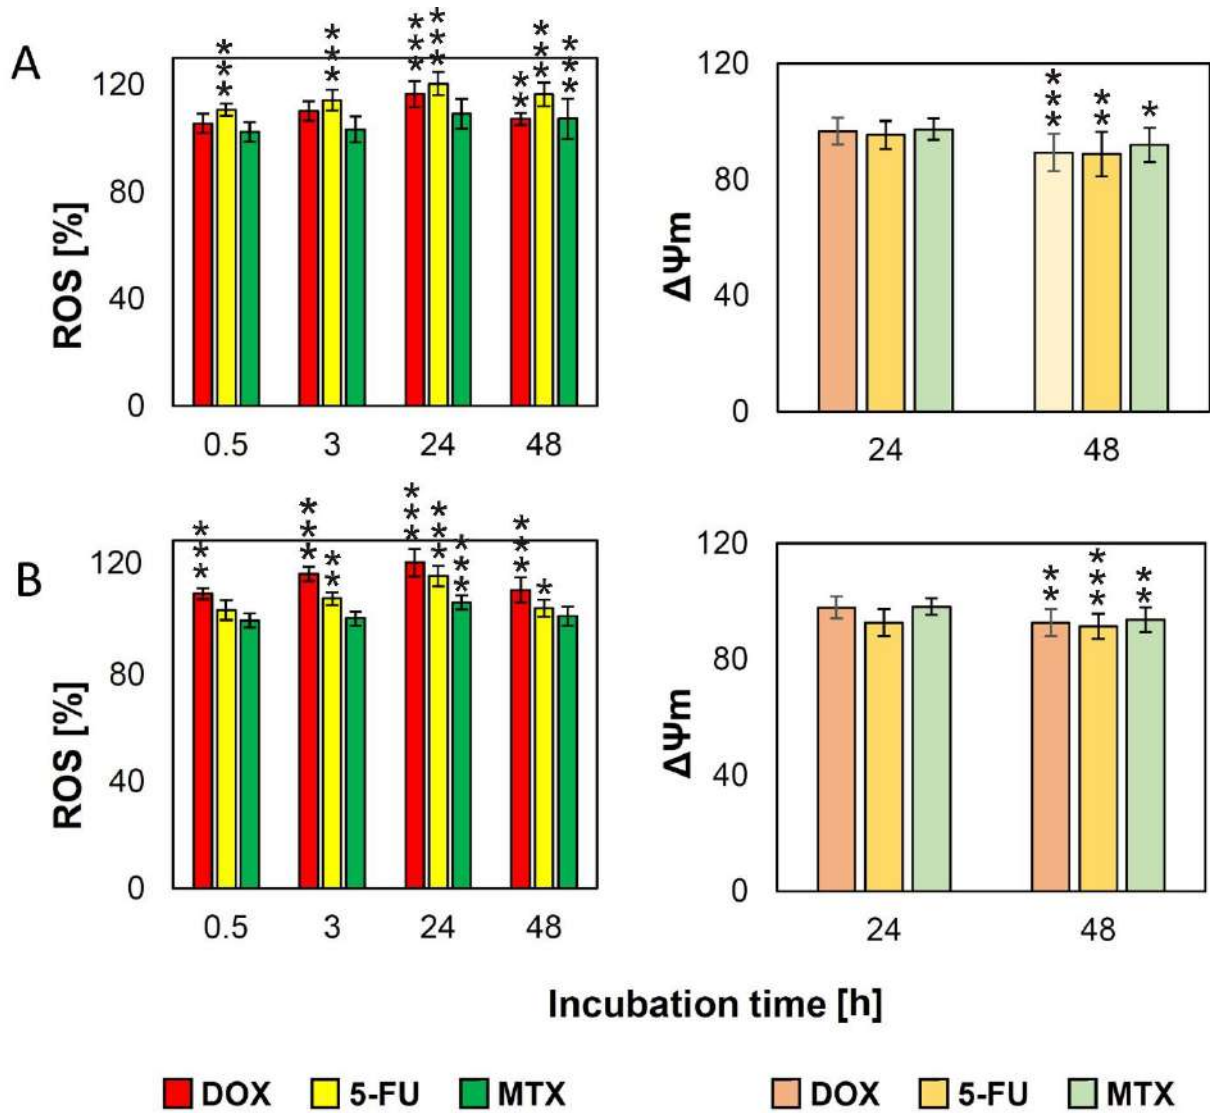 A
ROS [%]
120
80
40
0
*** *** *** *** ** *** ***
0.5 3 24 48
ΔΨm
120
80
40
0
*** ** *
24 48
B
ROS [%]
120
80
40
0
*** *** ** *** *** *** *** *
0.5 3 24 48
ΔΨm
120
80
40
0
** *** **
24 48
Incubation time [h]
DOX 5-FU MTX
DOX 5-FU MTX